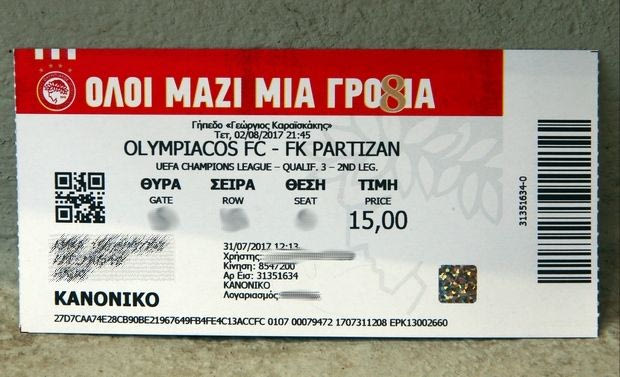 ΟΛΟΙ ΜΑΖΙ ΜΙΑ ΓΡΟ8ΙΑ
Γήπεδο «Γεώργιος Καραϊσκάκης»
Τετ, 02/08/2017 21:45
OLYMPIACOS FC - FK PARTIZAN
UEFA CHAMPIONS LEAGUE – QUALIF. 3 – 2ND LEG.
ΘΥΡΑ ΣΕΙΡΑ ΘΕΣΗ ΤΙΜΗ
GATE ROW SEAT PRICE
15,00
31/07/2017 12:13
Χρήστης:
Κίνηση: 8547200
Αρ Εισ: 31351634
ΚΑΝΟΝΙΚΟ
Λογαριασμος:
ΚΑΝΟΝΙΚΟ
27D7CAA74E28CB90BE21967649FB4FE4C13ACCFC 0107 00079472 1707311208 EPK13002660
31351634-0